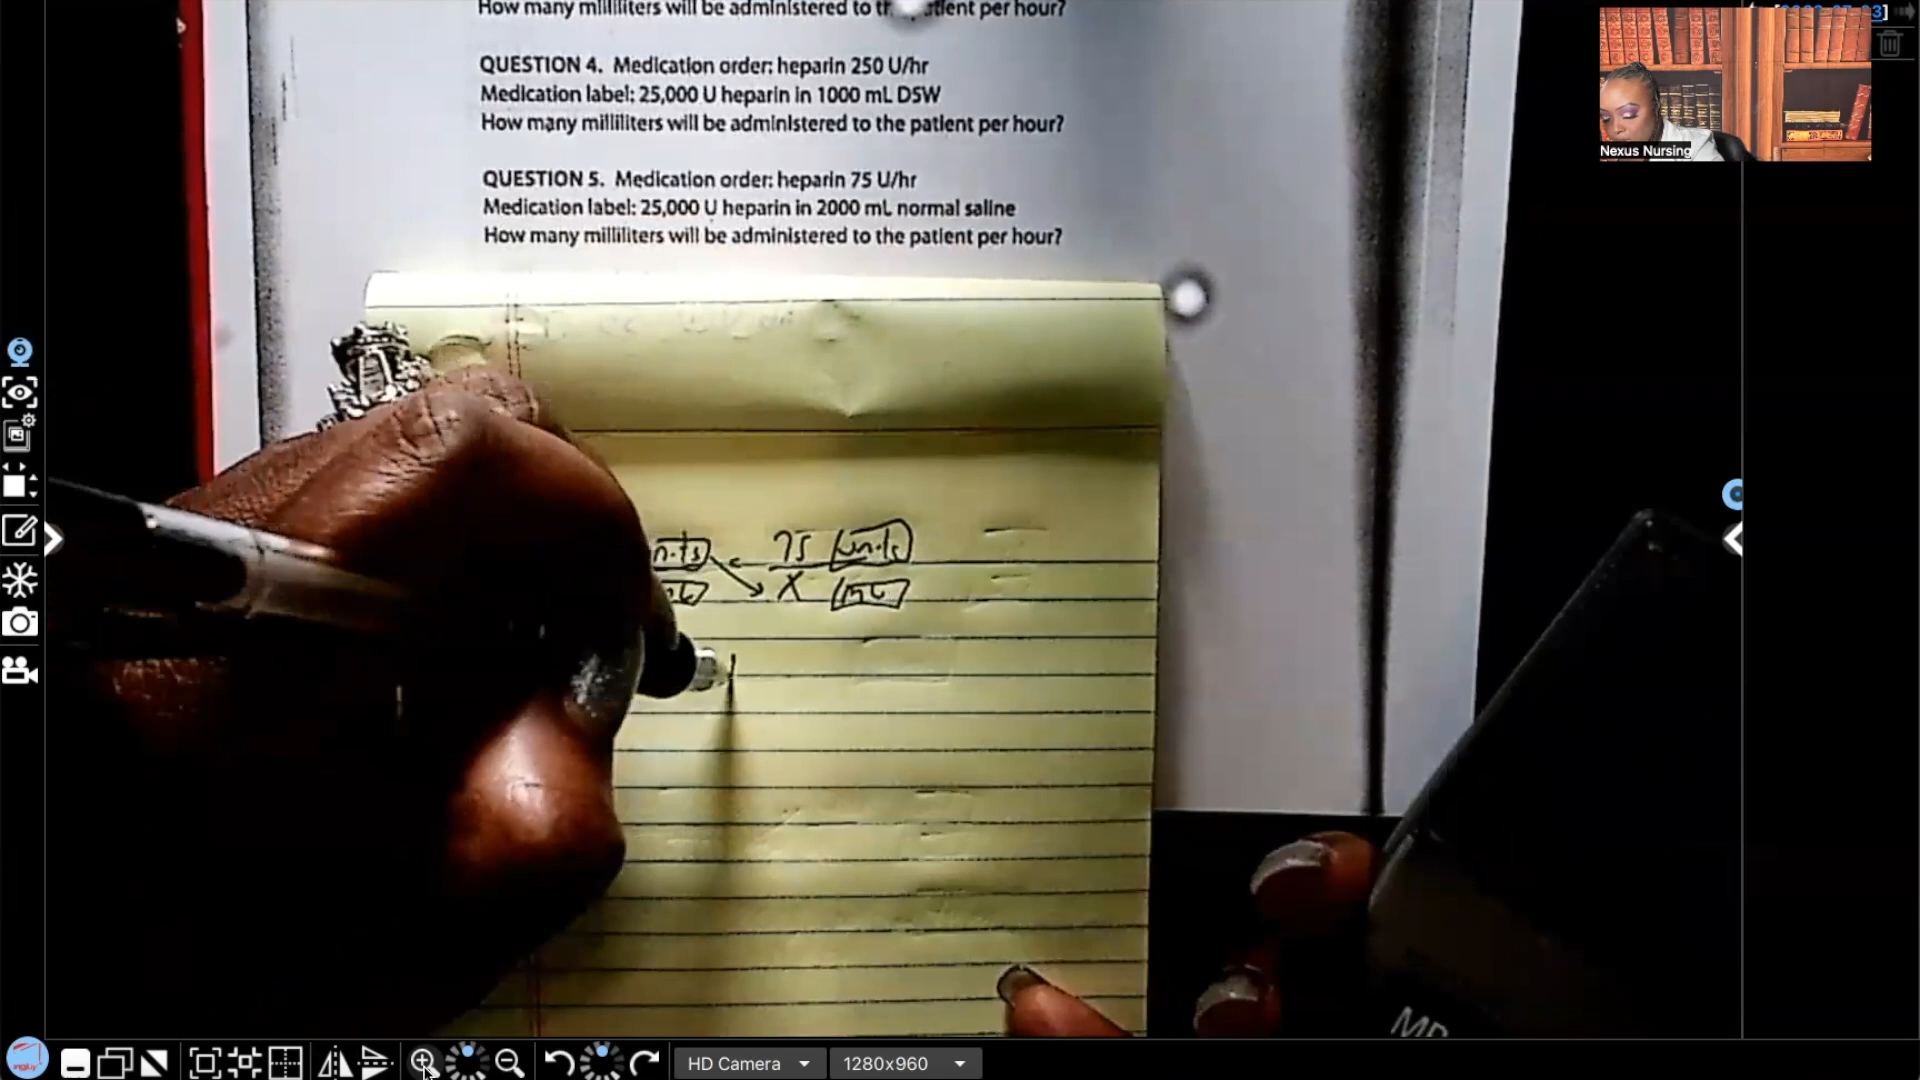 How many milliliters will be administered to the patient per hour?
QUESTION 4. Medication order: heparin 250 U/hr
Medication label: 25,000 U heparin in 1000 mL D5W
How many milliliters will be administered to the patient per hour?
QUESTION 5. Medication order: heparin 75 U/hr
Medication label: 25,000 U heparin in 2000 mL normal saline
How many milliliters will be administered to the patient per hour?
75 units
X mL
Nexus Nursing
HD Camera
1280x960